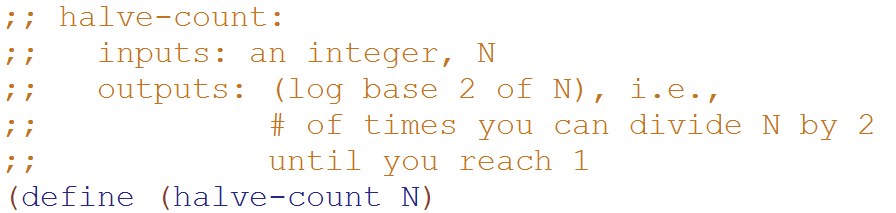 ;; halve-count:
;;   inputs: an integer, N
;;   outputs: (log base 2 of N), i.e.,
;;            # of times you can divide N by 2
;;            until you reach 1
(define (halve-count N)